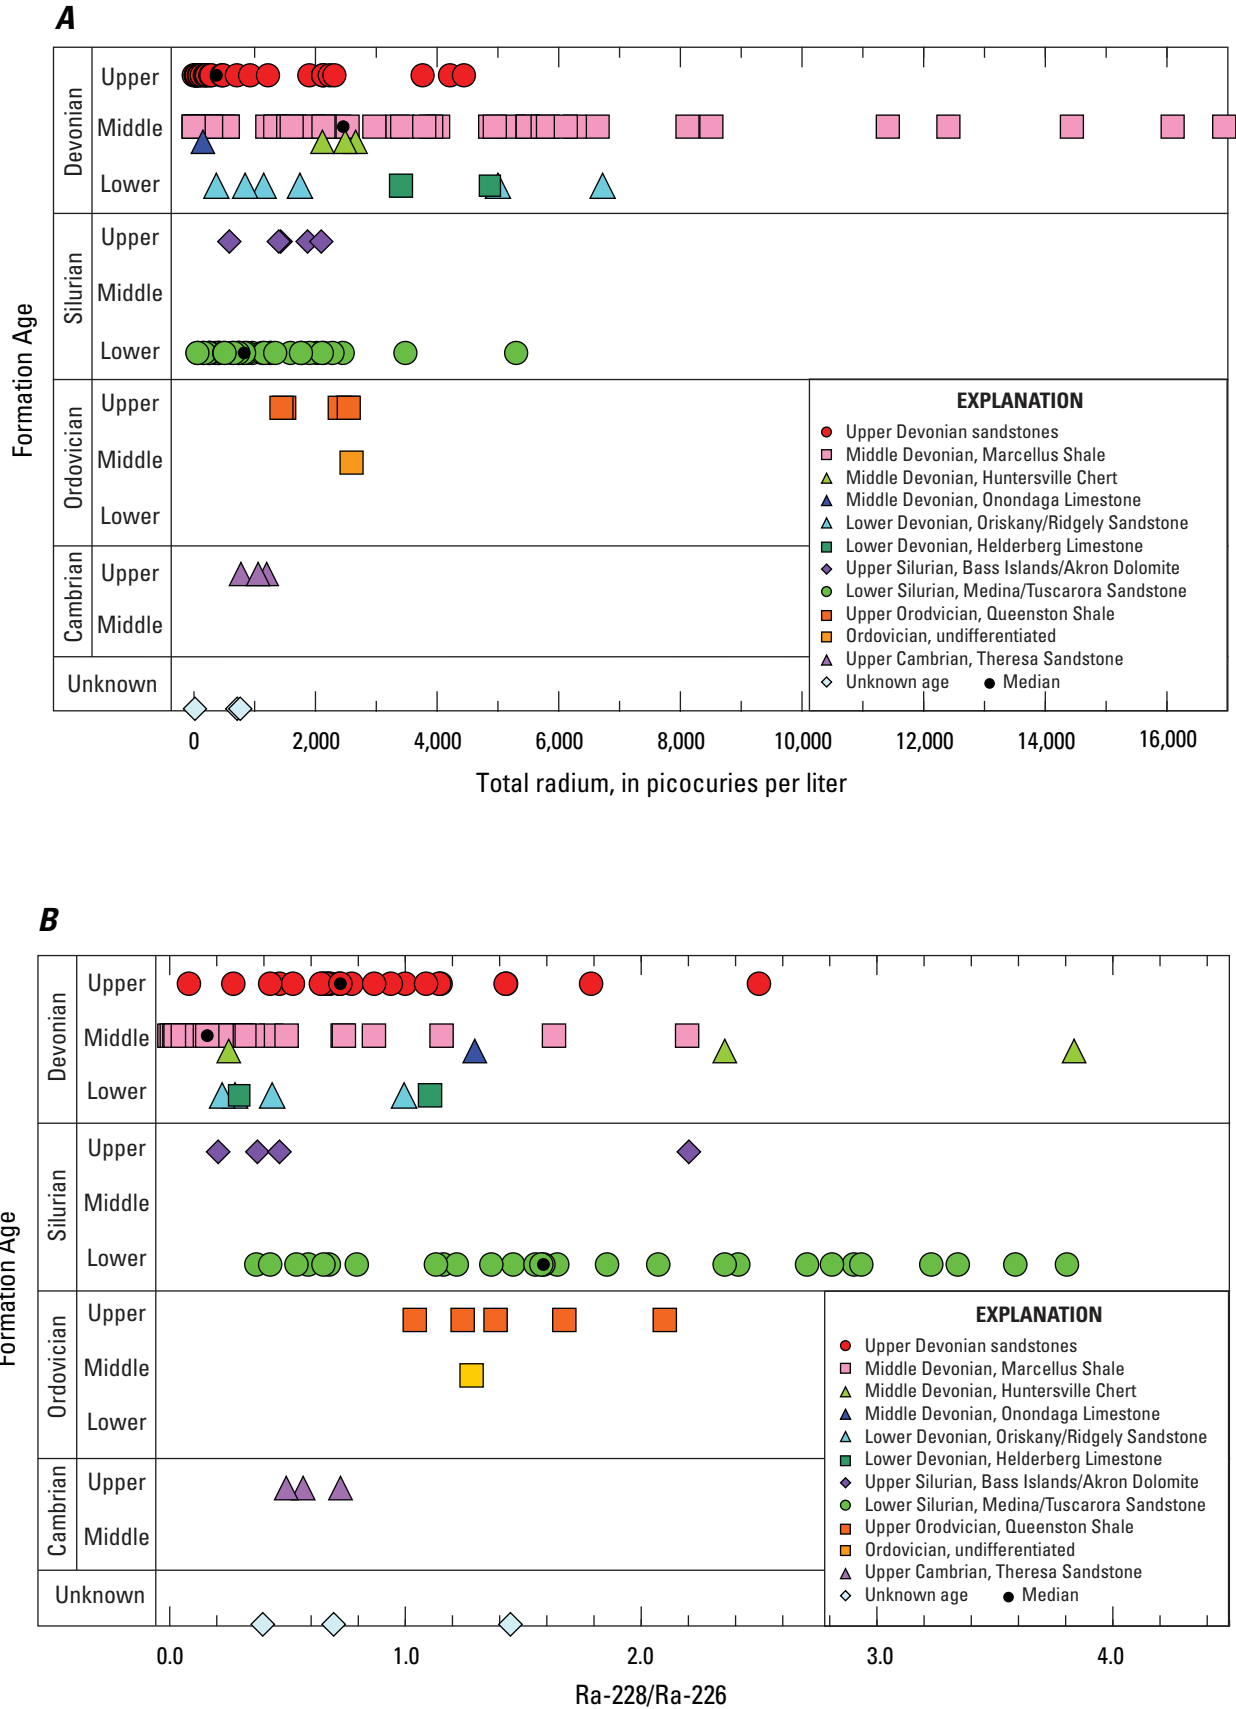 A
Formation Age
Devonian
Upper
Middle
Lower
Silurian
Upper
Middle
Lower
Ordovician
Upper
Middle
Lower
Cambrian
Upper
Middle
Unknown
EXPLANATION
Upper Devonian sandstones
Middle Devonian, Marcellus Shale
Middle Devonian, Huntersville Chert
Middle Devonian, Onondaga Limestone
Lower Devonian, Oriskany/Ridgely Sandstone
Lower Devonian, Helderberg Limestone
Upper Silurian, Bass Islands/Akron Dolomite
Lower Silurian, Medina/Tuscarora Sandstone
Upper Orodvician, Queenston Shale
Ordovician, undifferentiated
Upper Cambrian, Theresa Sandstone
Unknown age Median
0 2,000 4,000 6,000 8,000 10,000 12,000 14,000 16,000
Total radium, in picocuries per liter
B
Formation Age
Devonian
Upper
Middle
Lower
Silurian
Upper
Middle
Lower
Ordovician
Upper
Middle
Lower
Cambrian
Upper
Middle
Unknown
EXPLANATION
Upper Devonian sandstones
Middle Devonian, Marcellus Shale
Middle Devonian, Huntersville Chert
Middle Devonian, Onondaga Limestone
Lower Devonian, Oriskany/Ridgely Sandstone
Lower Devonian, Helderberg Limestone
Upper Silurian, Bass Islands/Akron Dolomite
Lower Silurian, Medina/Tuscarora Sandstone
Upper Orodvician, Queenston Shale
Ordovician, undifferentiated
Upper Cambrian, Theresa Sandstone
Unknown age Median
0.0 1.0 2.0 3.0 4.0
Ra-228/Ra-226